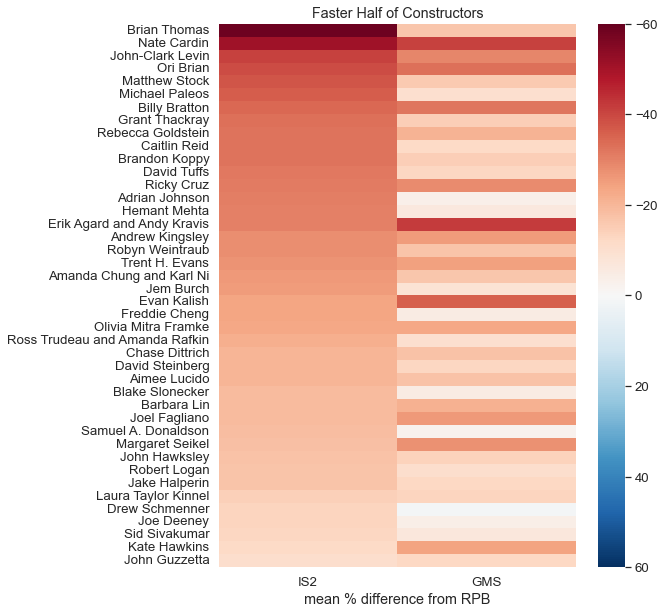 Faster Half of Constructors
Brian Thomas
Nate Cardin
John-Clark Levin
Ori Brian
Matthew Stock
Michael Paleos
Billy Bratton
Grant Thackray
Rebecca Goldstein
Caitlin Reid
Brandon Koppy
David Tuffs
Ricky Cruz
Adrian Johnson
Hemant Mehta
Erik Agard and Andy Kravis
Andrew Kingsley
Robyn Weintraub
Trent H. Evans
Amanda Chung and Karl Ni
Jem Burch
Evan Kalish
Freddie Cheng
Olivia Mitra Framke
Ross Trudeau and Amanda Rafkin
Chase Dittrich
David Steinberg
Aimee Lucido
Blake Slonecker
Barbara Lin
Joel Fagliano
Samuel A. Donaldson
Margaret Seikel
John Hawksley
Robert Logan
Jake Halperin
Laura Taylor Kinnel
Drew Schmenner
Joe Deeney
Sid Sivakumar
Kate Hawkins
John Guzzetta
IS2
GMS
mean % difference from RPB
−60
−40
−20
0
20
40
60